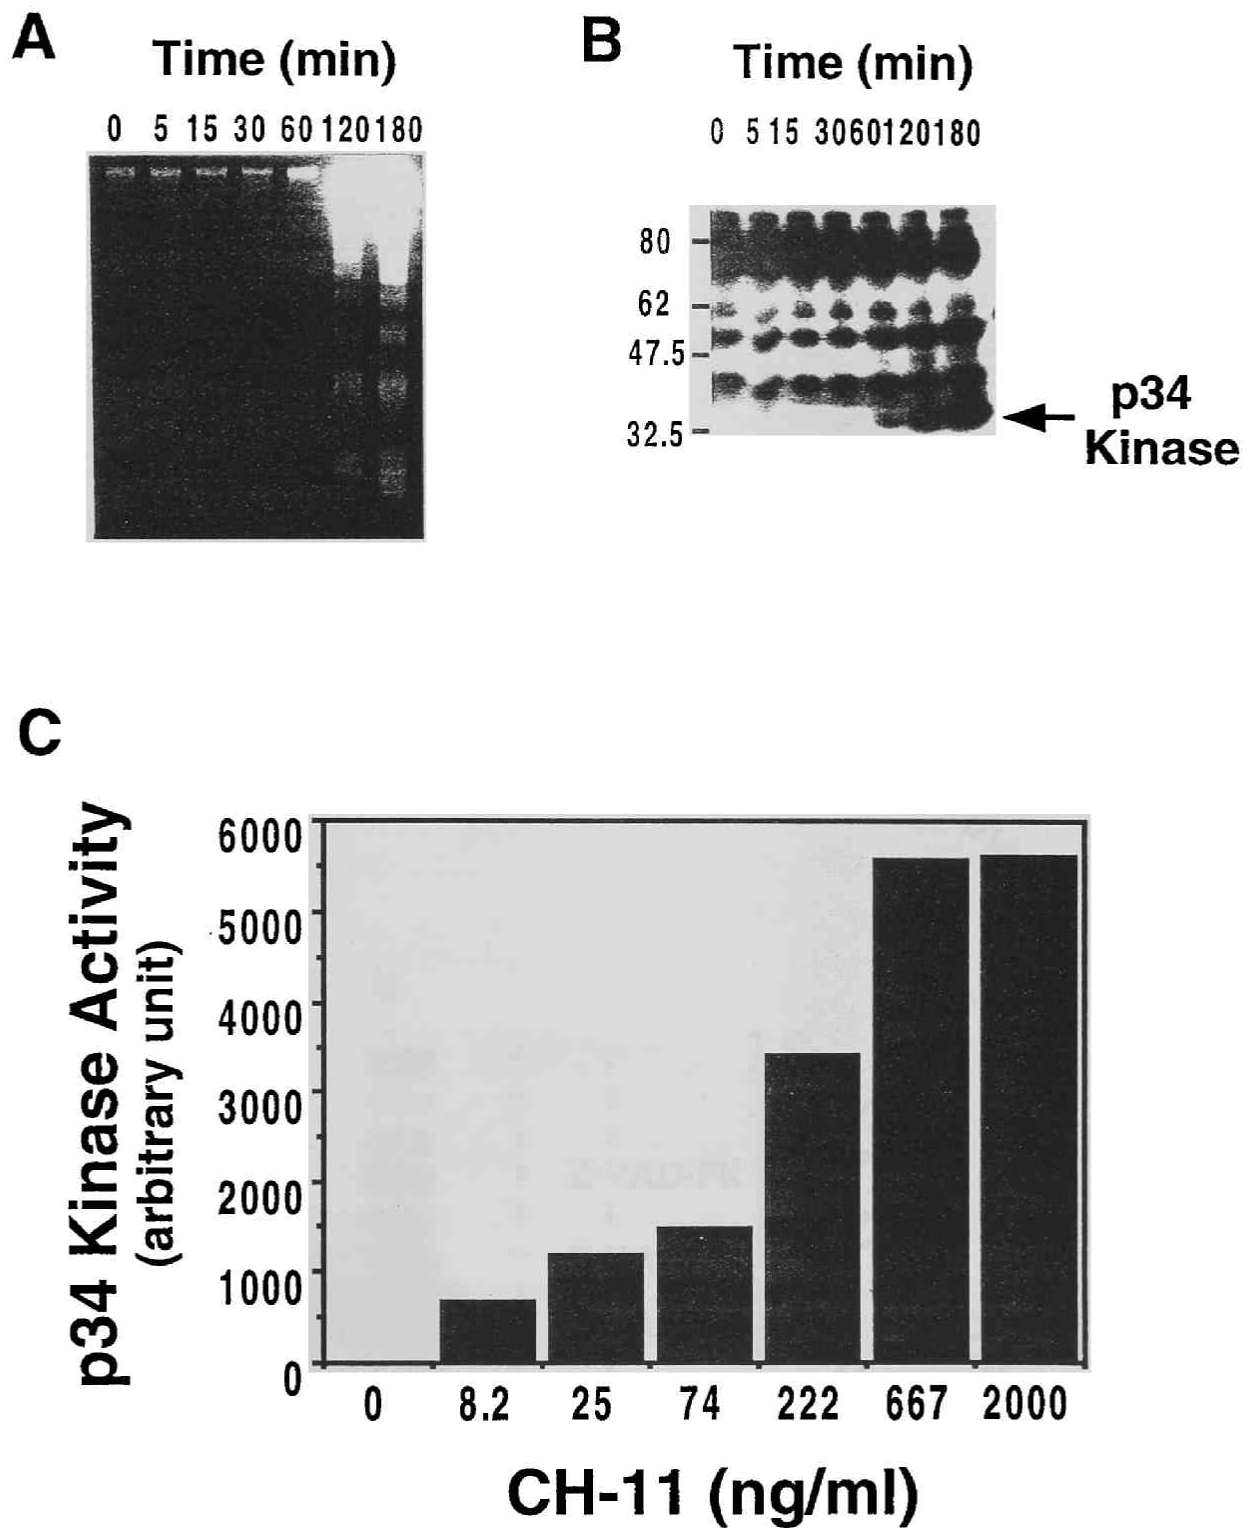 A
Time (min)
0 5 15 30 60 120 180
B
Time (min)
0 5 15 30 60 120 180
80
62
47.5
32.5
p34
Kinase
C
p34 Kinase Activity
(arbitrary unit)
6000
5000
4000
3000
2000
1000
0
0 8.2 25 74 222 667 2000
CH-11 (ng/ml)